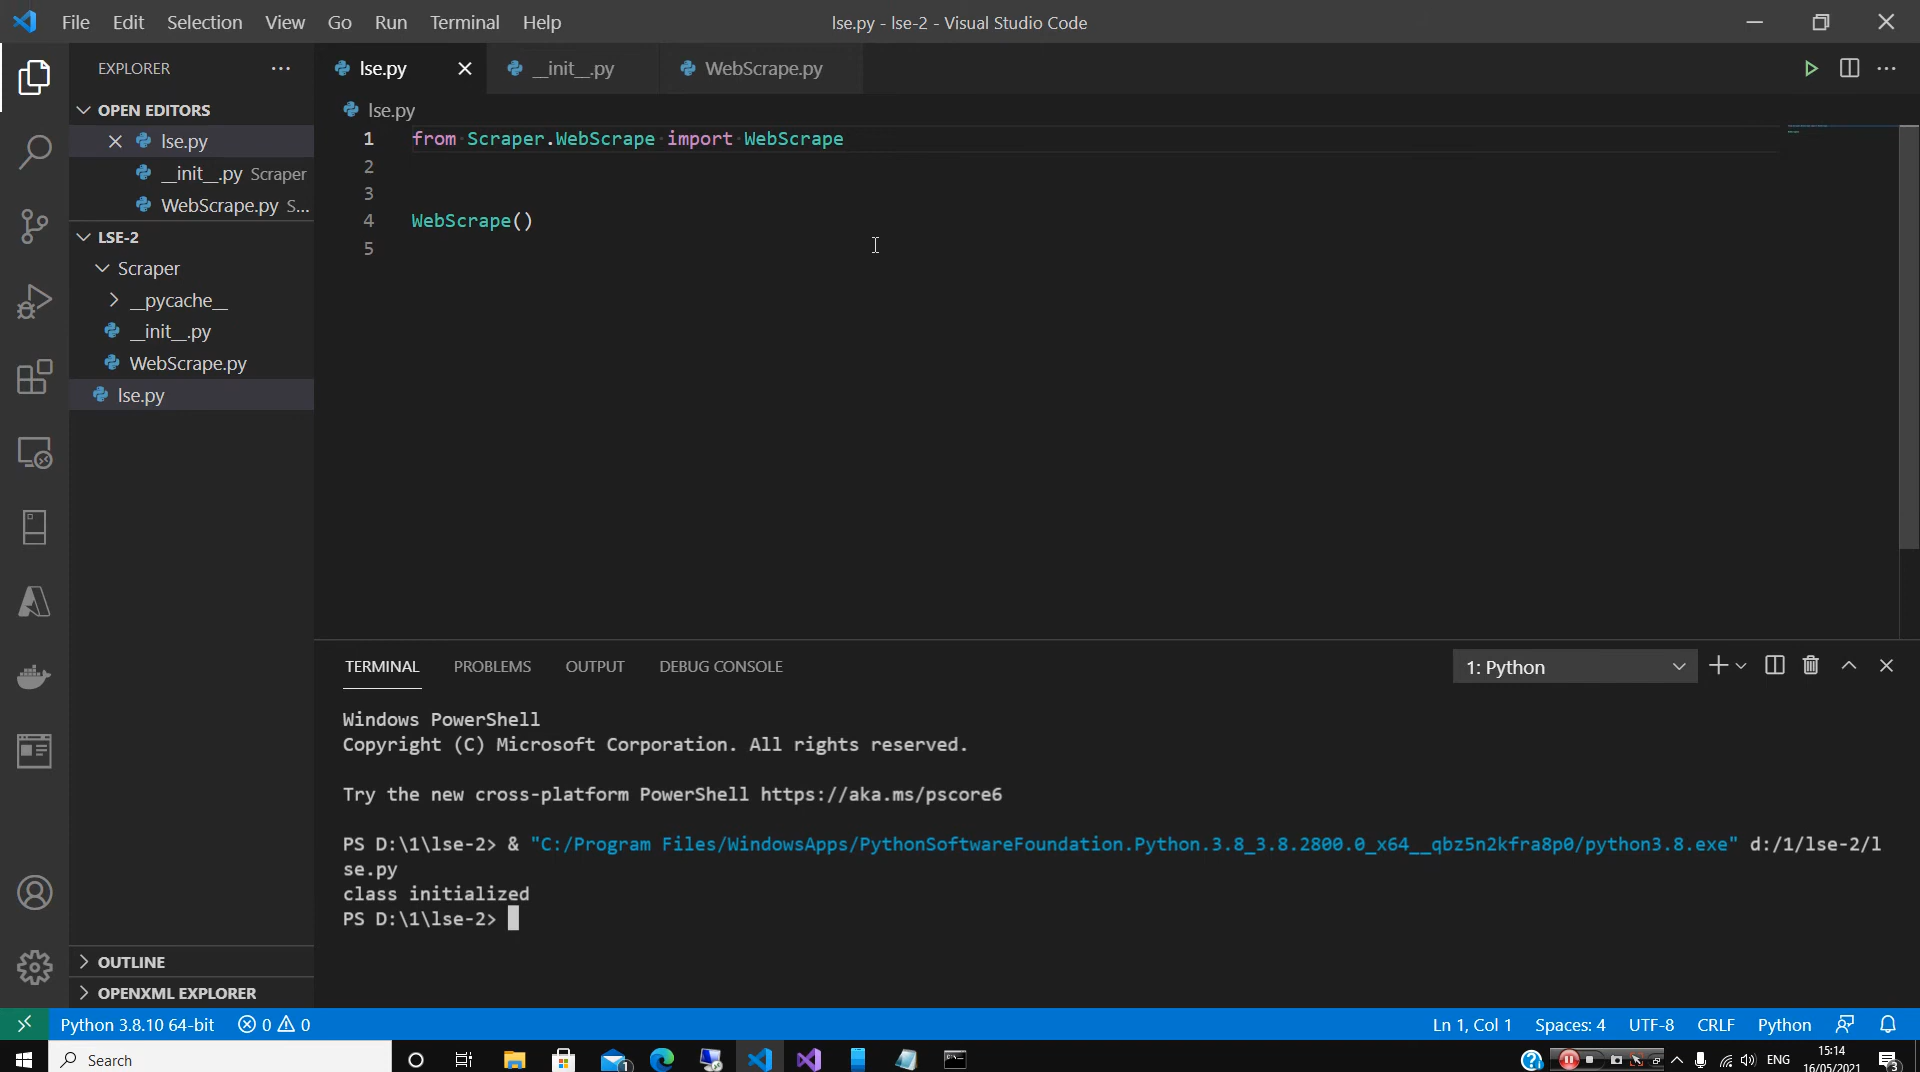 File Edit Selection View Go Run Terminal Help
lse.py - lse-2 - Visual Studio Code
EXPLORER
OPEN EDITORS
lse.py
__init__.py Scraper
WebScrape.py S...
LSE-2
Scraper
__pycache__
__init__.py
WebScrape.py
lse.py
OUTLINE
OPENXML EXPLORER
lse.py __init__.py WebScrape.py
lse.py
1 from Scraper.WebScrape import WebScrape
2
3
4 WebScrape()
5
TERMINAL PROBLEMS OUTPUT DEBUG CONSOLE
1: Python
Windows PowerShell
Copyright (C) Microsoft Corporation. All rights reserved.
Try the new cross-platform PowerShell https://aka.ms/pscore6
PS D:\1\lse-2> & "C:/Program Files/WindowsApps/PythonSoftwareFoundation.Python.3.8_3.8.2800.0_x64__qbz5n2kfra8p0/python3.8.exe" d:/1/lse-2/l
se.py
class initialized
PS D:\1\lse-2>
Python 3.8.10 64-bit 0 0
Ln 1, Col 1 Spaces: 4 UTF-8 CRLF Python
Search
1
ENG
15:14
16/05/2021
3